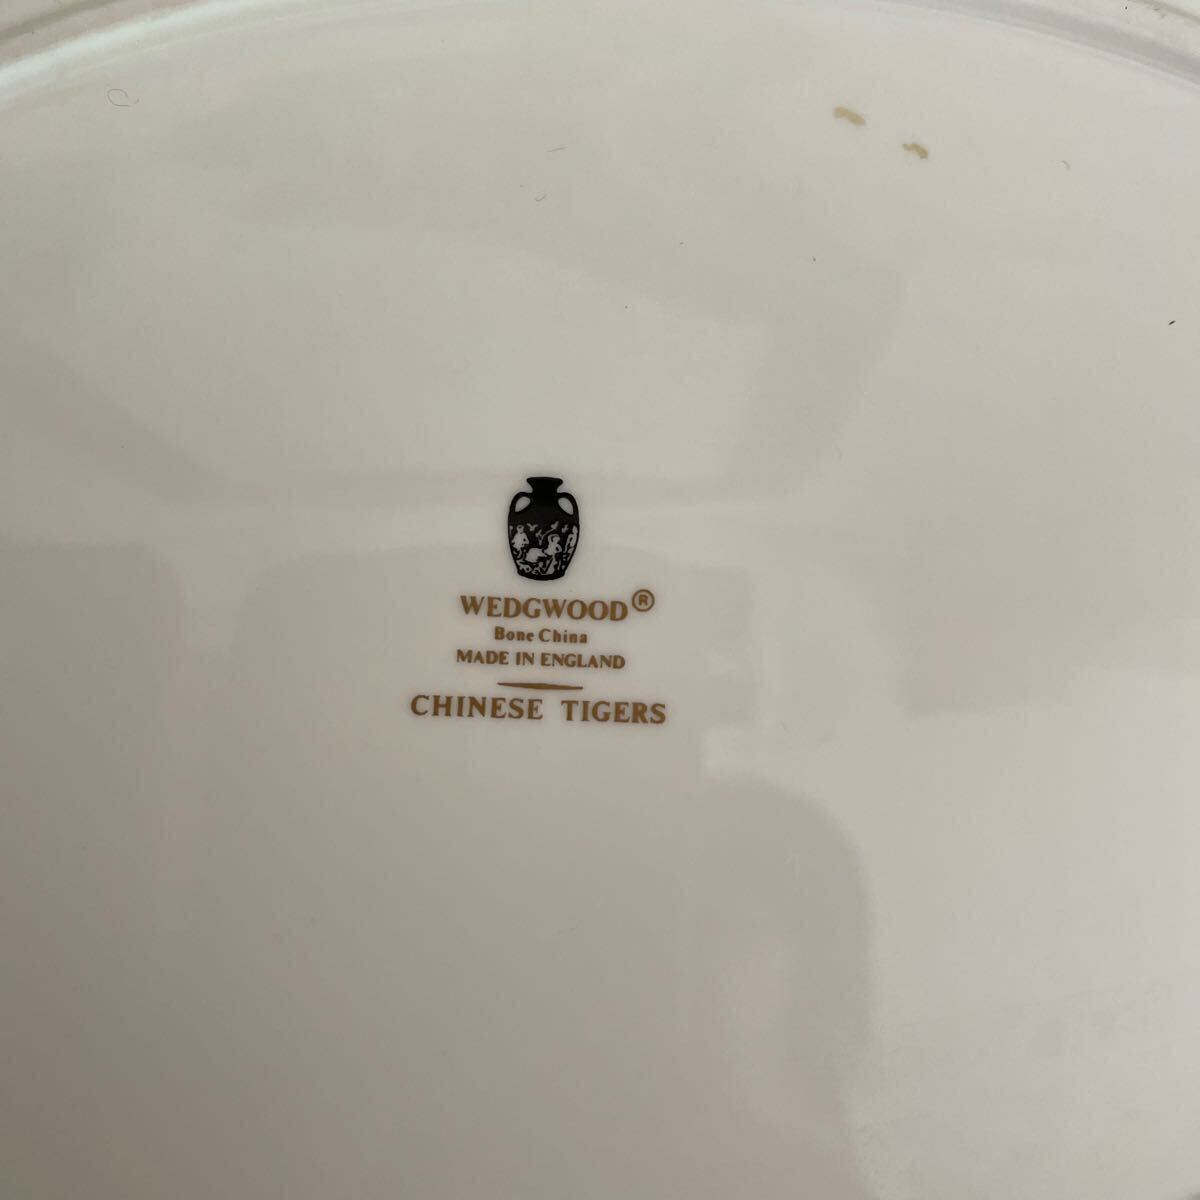 WEDGWOOD®
Bone China
MADE IN ENGLAND
CHINESE TIGERS